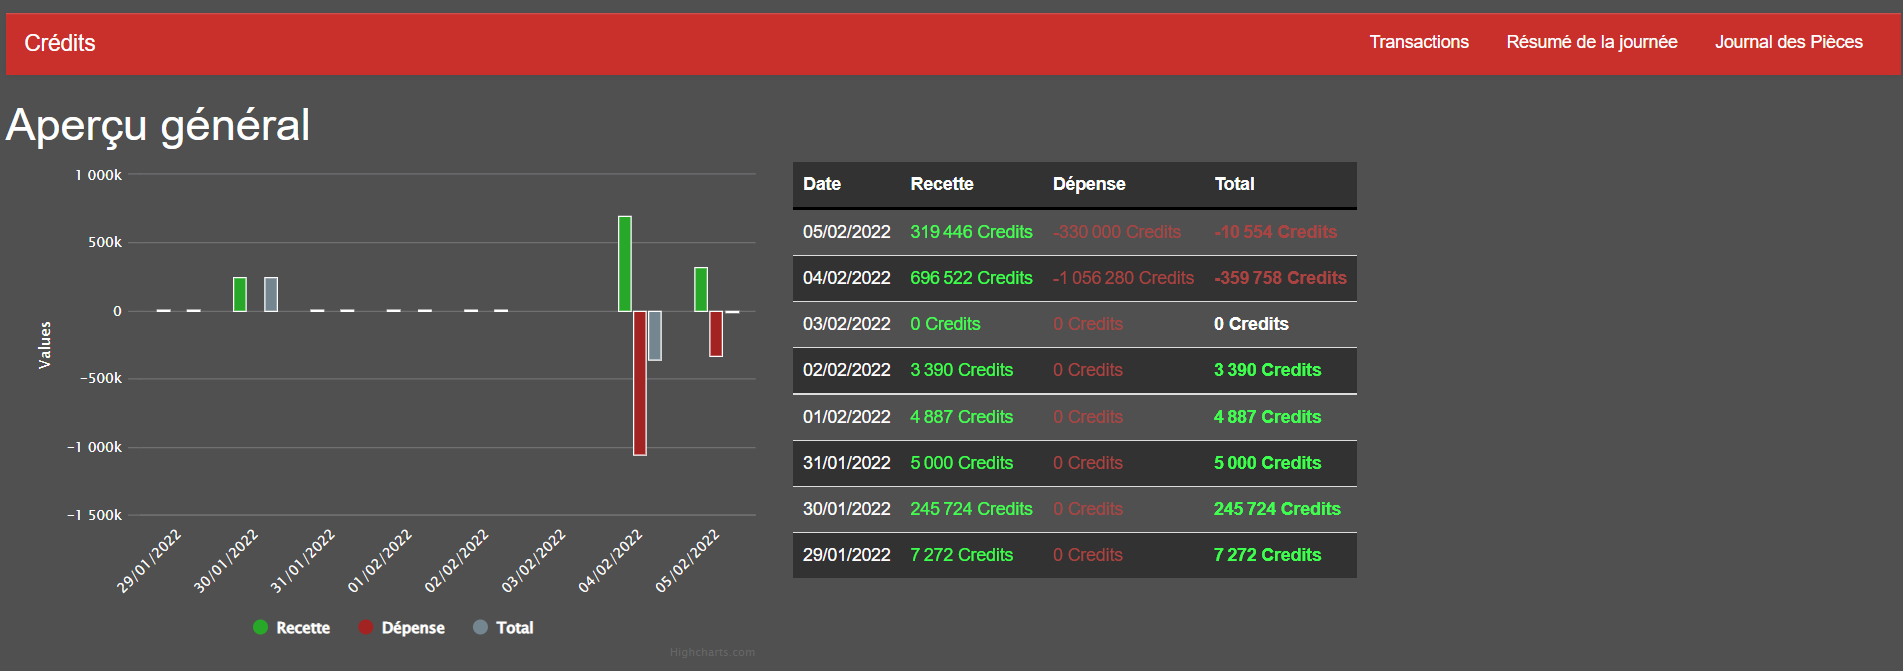 Crédits Transactions Résumé de la journée Journal des Pièces
Aperçu général
1 000k
500k
0
-500k
-1 000k
-1 500k
Values
29/01/2022 30/01/2022 31/01/2022 01/02/2022 02/02/2022 03/02/2022 04/02/2022 05/02/2022
Recette Dépense Total
Highcharts.com
Date Recette Dépense Total
05/02/2022 319 446 Credits -330 000 Credits -10 554 Credits
04/02/2022 696 522 Credits -1 056 280 Credits -359 758 Credits
03/02/2022 0 Credits 0 Credits 0 Credits
02/02/2022 3 390 Credits 0 Credits 3 390 Credits
01/02/2022 4 887 Credits 0 Credits 4 887 Credits
31/01/2022 5 000 Credits 0 Credits 5 000 Credits
30/01/2022 245 724 Credits 0 Credits 245 724 Credits
29/01/2022 7 272 Credits 0 Credits 7 272 Credits